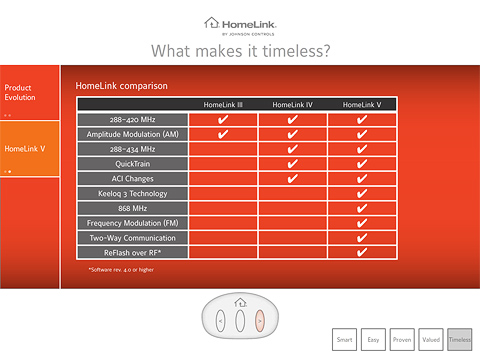 HomeLink.
BY JOHNSON CONTROLS
What makes it timeless?
Product
Evolution
HomeLink V
HomeLink comparison
HomeLink III HomeLink IV HomeLink V
288-420 MHz ✓ ✓ ✓
Amplitude Modulation (AM) ✓ ✓ ✓
288-434 MHz ✓ ✓
QuickTrain ✓ ✓
ACI Changes ✓ ✓
Keeloq 3 Technology ✓
868 MHz ✓
Frequency Modulation (FM) ✓
Two-Way Communication ✓
ReFlash over RF* ✓
*Software rev. 4.0 or higher
< >
Smart Easy Proven Valued Timeless